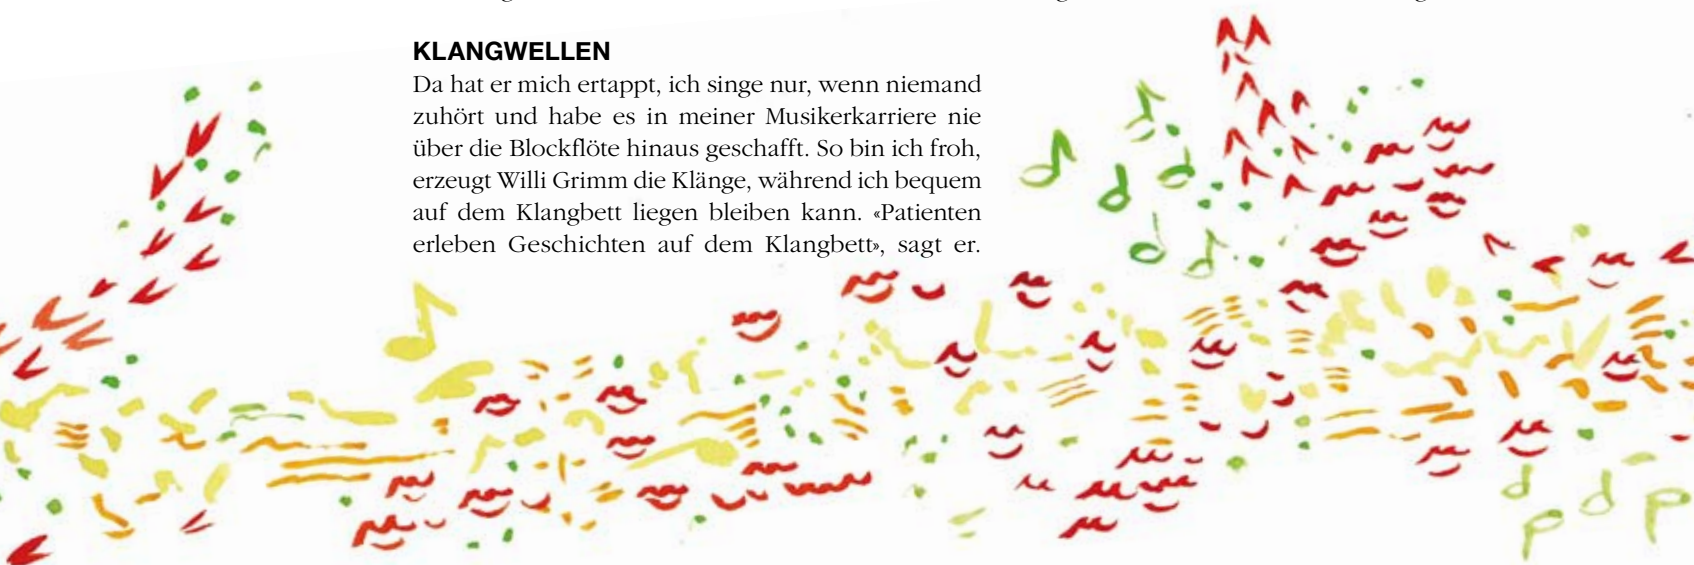 KLANGWELLEN
Da hat er mich ertappt, ich singe nur, wenn niemand
zuhört und habe es in meiner Musikerkarriere nie
über die Blockflöte hinaus geschafft. So bin ich froh,
erzeugt Willi Grimm die Klänge, während ich bequem
auf dem Klangbett liegen bleiben kann. «Patienten
erleben Geschichten auf dem Klangbett», sagt er.